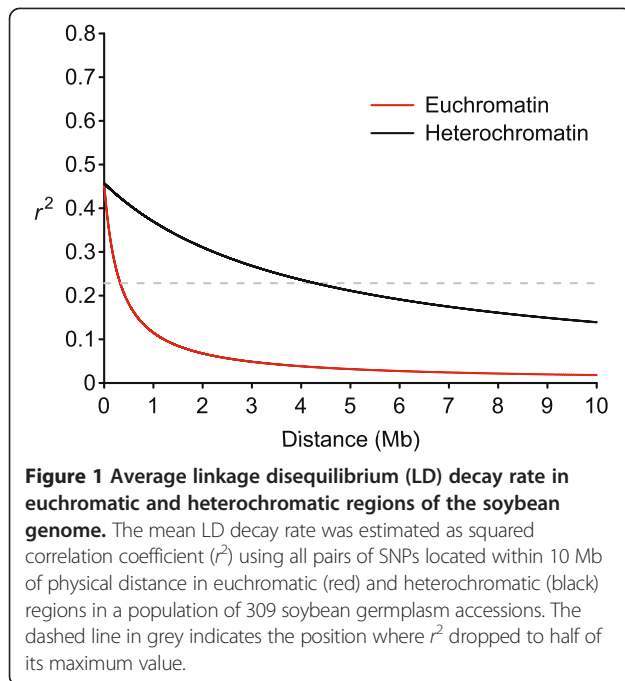 0.8
0.7
0.6
0.5
0.4
0.3
0.2
0.1
0
r²
Euchromatin
Heterochromatin
0 1 2 3 4 5 6 7 8 9 10
Distance (Mb)
Figure 1 Average linkage disequilibrium (LD) decay rate in
euchromatic and heterochromatic regions of the soybean
genome. The mean LD decay rate was estimated as squared
correlation coefficient (r²) using all pairs of SNPs located within 10 Mb
of physical distance in euchromatic (red) and heterochromatic (black)
regions in a population of 309 soybean germplasm accessions. The
dashed line in grey indicates the position where r² dropped to half of
its maximum value.